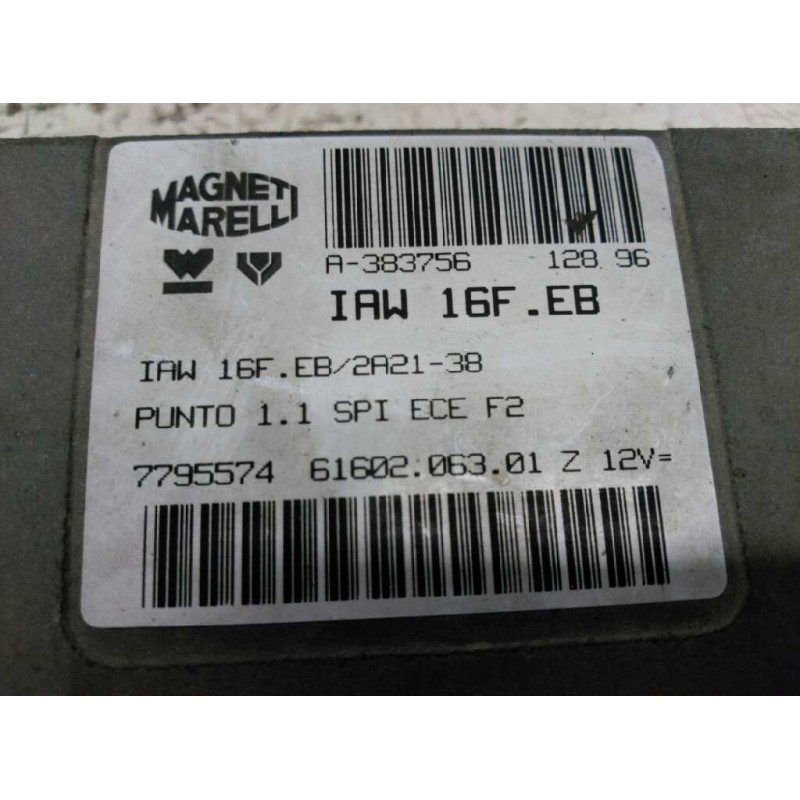 MAGNETI
MARELLI
A-383756 128 96
IAW 16F.EB
IAW 16F.EB/2A21-38
PUNTO 1.1 SPI ECE F2
7795574 61602.063.01 Z 12V=